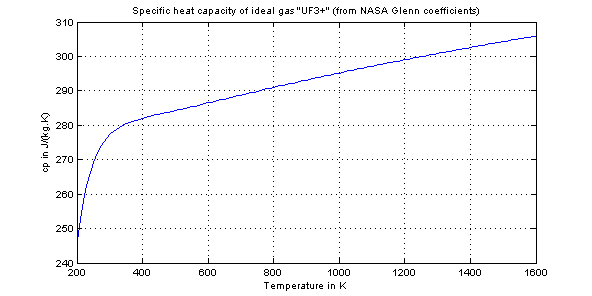 Specific heat capacity of ideal gas "UF3+" (from NASA Glenn coefficients)
310
300
290
280
270
260
250
240
cp in J/(kg.K)
200 400 600 800 1000 1200 1400 1600
Temperature in K